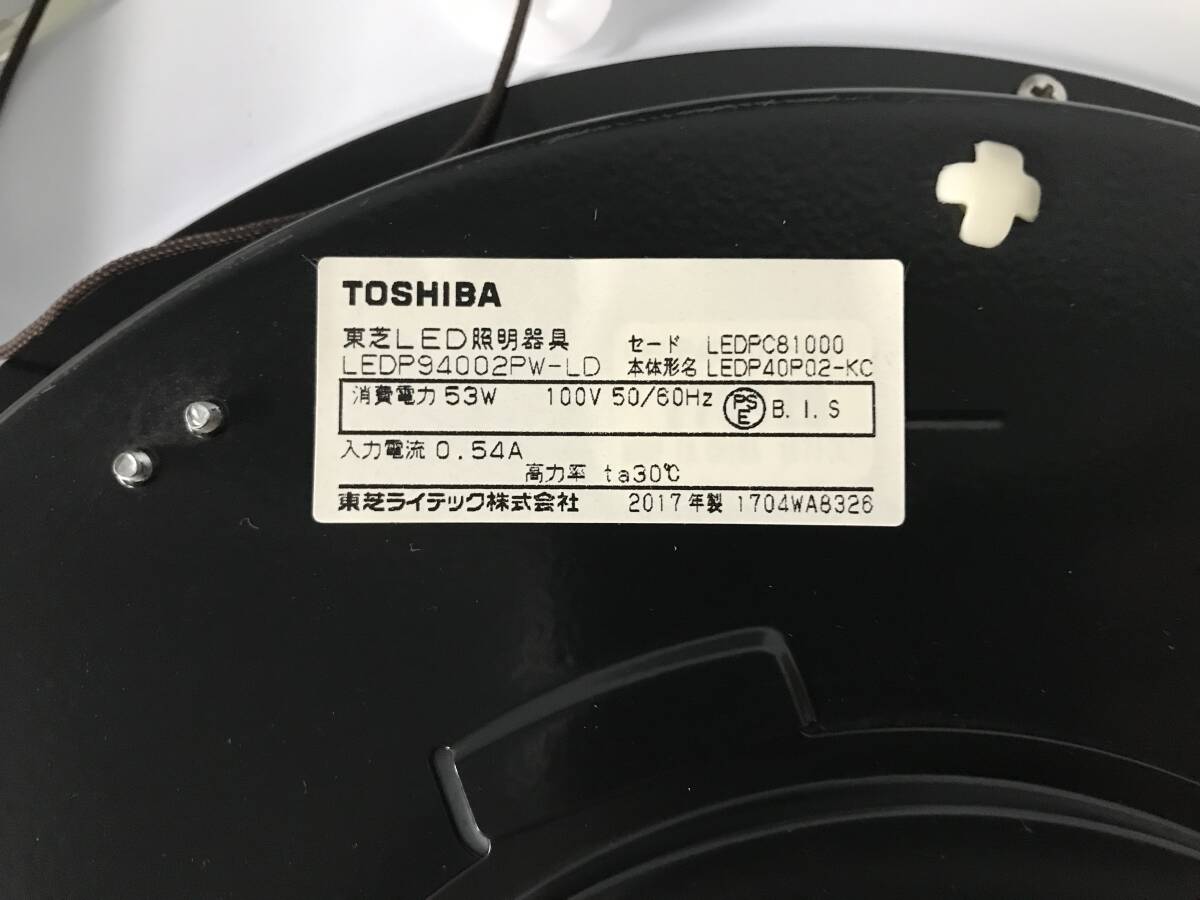 TOSHIBA
東芝LED照明器具 セード LEDPC81000
LEDP94002PW-LD 本体形名 LEDP40P02-KC
消費電力 53W 100V 50/60Hz PSE B.I.S
入力電流 0.54A
高力率 ta30℃
東芝ライテック株式会社 2017年製 1704WA8326